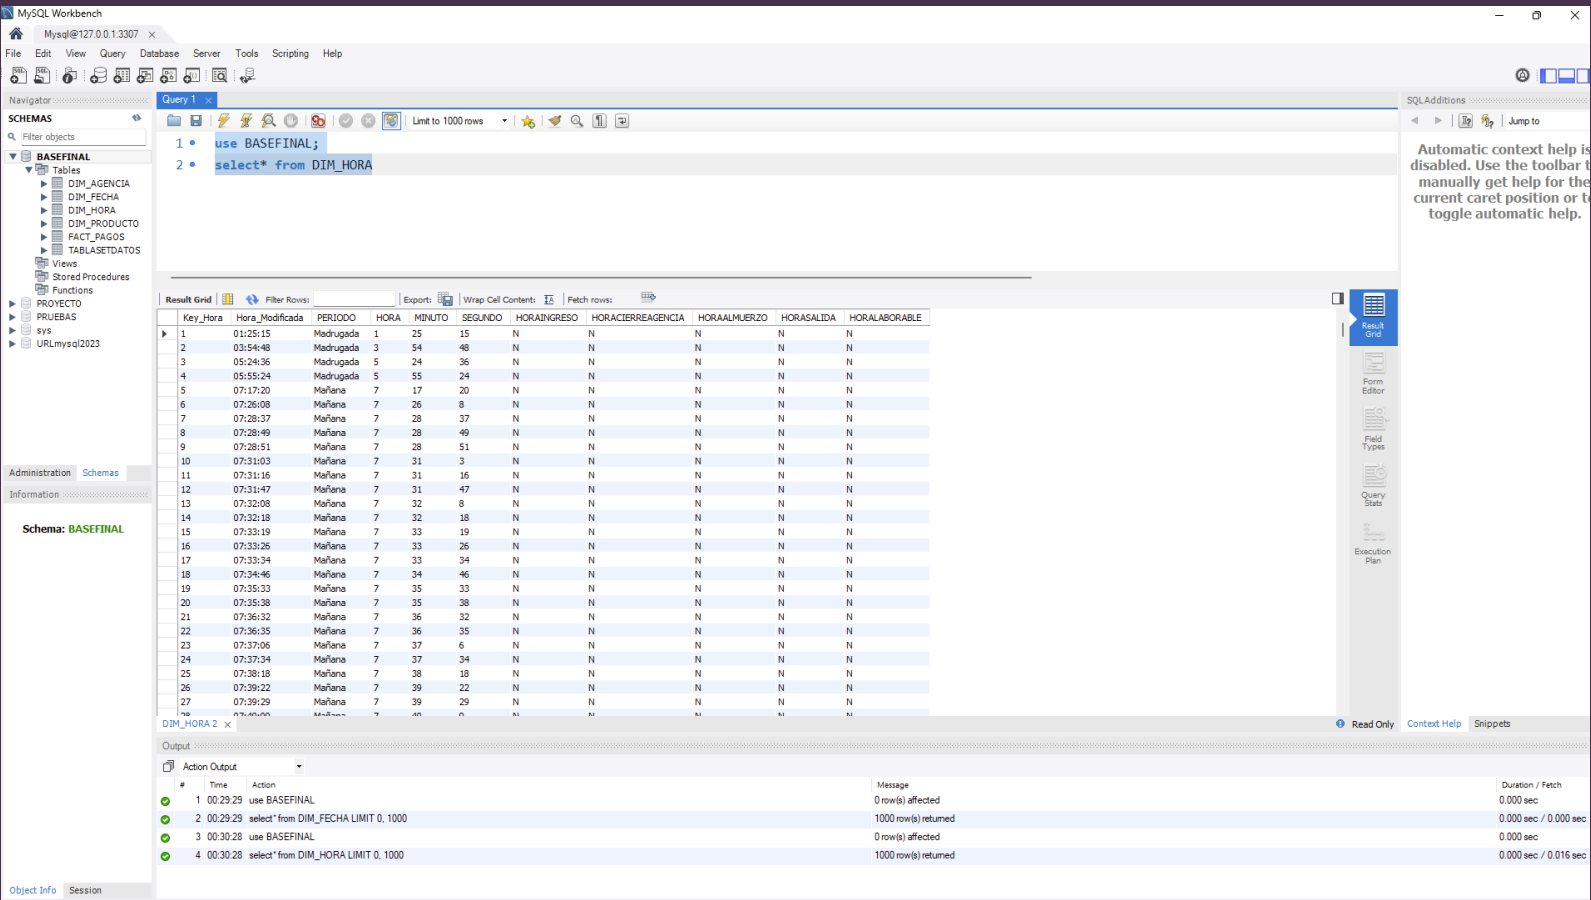 MySQL Workbench
Mysql@127.0.0.1:3307
File Edit View Query Database Server Tools Scripting Help
Navigator
SCHEMAS
Filter objects
BASEFINAL
Tables
DIM_AGENCIA
DIM_FECHA
DIM_HORA
DIM_PRODUCTO
FACT_PAGOS
TABLASETDATOS
Views
Stored Procedures
Functions
PROYECTO
PRUEBAS
sys
URLmysql2023
Administration Schemas
Information
Schema: BASEFINAL
Object Info Session
Query 1
Limit to 1000 rows
1 use BASEFINAL;
2 select* from DIM_HORA
Result Grid Filter Rows: Export: Wrap Cell Content: Fetch rows:
Key_Hora Hora_Modificada PERIODO HORA MINUTO SEGUNDO HORAINGRESO HORACIERREAGENCIA HORAALMUERZO HORASALIDA HORALABORABLE
1 01:25:15 Madrugada 1 25 15 N N N N N
2 03:54:48 Madrugada 3 54 48 N N N N N
3 05:24:36 Madrugada 5 24 36 N N N N N
4 05:55:24 Madrugada 5 55 24 N N N N N
5 07:17:20 Mañana 7 17 20 N N N N N
6 07:26:08 Mañana 7 26 8 N N N N N
7 07:28:37 Mañana 7 28 37 N N N N N
8 07:28:49 Mañana 7 28 49 N N N N N
9 07:28:51 Mañana 7 28 51 N N N N N
10 07:31:03 Mañana 7 31 3 N N N N N
11 07:31:16 Mañana 7 31 16 N N N N N
12 07:31:47 Mañana 7 31 47 N N N N N
13 07:32:08 Mañana 7 32 8 N N N N N
14 07:32:18 Mañana 7 32 18 N N N N N
15 07:33:19 Mañana 7 33 19 N N N N N
16 07:33:26 Mañana 7 33 26 N N N N N
17 07:33:34 Mañana 7 33 34 N N N N N
18 07:34:46 Mañana 7 34 46 N N N N N
19 07:35:33 Mañana 7 35 33 N N N N N
20 07:35:38 Mañana 7 35 38 N N N N N
21 07:36:32 Mañana 7 36 32 N N N N N
22 07:36:35 Mañana 7 36 35 N N N N N
23 07:37:06 Mañana 7 37 6 N N N N N
24 07:37:34 Mañana 7 37 34 N N N N N
25 07:38:18 Mañana 7 38 18 N N N N N
26 07:39:22 Mañana 7 39 22 N N N N N
27 07:39:29 Mañana 7 39 29 N N N N N
Result
Grid
Form
Editor
Field
Types
Query
Stats
Execution
Plan
DIM_HORA 2
Read Only
SQLAdditions
Jump to
Automatic context help is
disabled. Use the toolbar t
manually get help for the
current caret position or to
toggle automatic help.
Context Help Snippets
Output
Action Output
# Time Action Message Duration / Fetch
1 00:29:29 use BASEFINAL 0 row(s) affected 0.000 sec
2 00:29:29 select* from DIM_FECHA LIMIT 0, 1000 1000 row(s) returned 0.000 sec / 0.000 sec
3 00:30:28 use BASEFINAL 0 row(s) affected 0.000 sec
4 00:30:28 select* from DIM_HORA LIMIT 0, 1000 1000 row(s) returned 0.000 sec / 0.016 sec